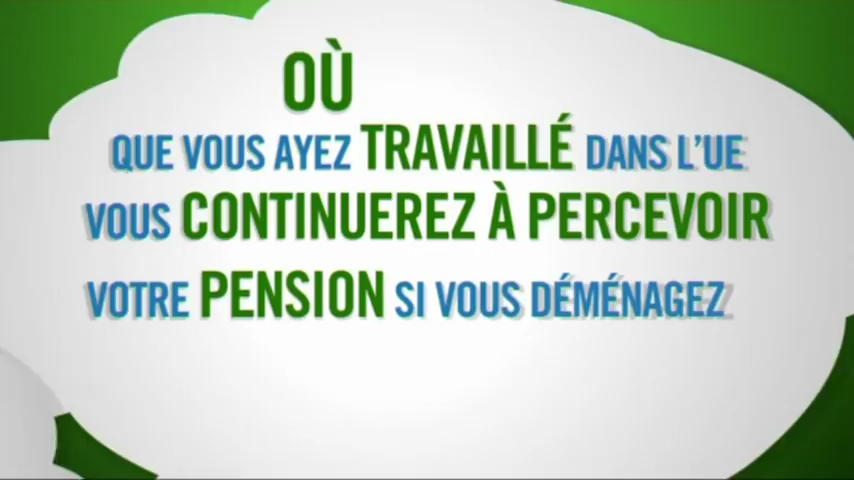 OÙ
QUE VOUS AYEZ TRAVAILLÉ DANS L'UE
VOUS CONTINUEREZ À PERCEVOIR
VOTRE PENSION SI VOUS DÉMÉNAGEZ